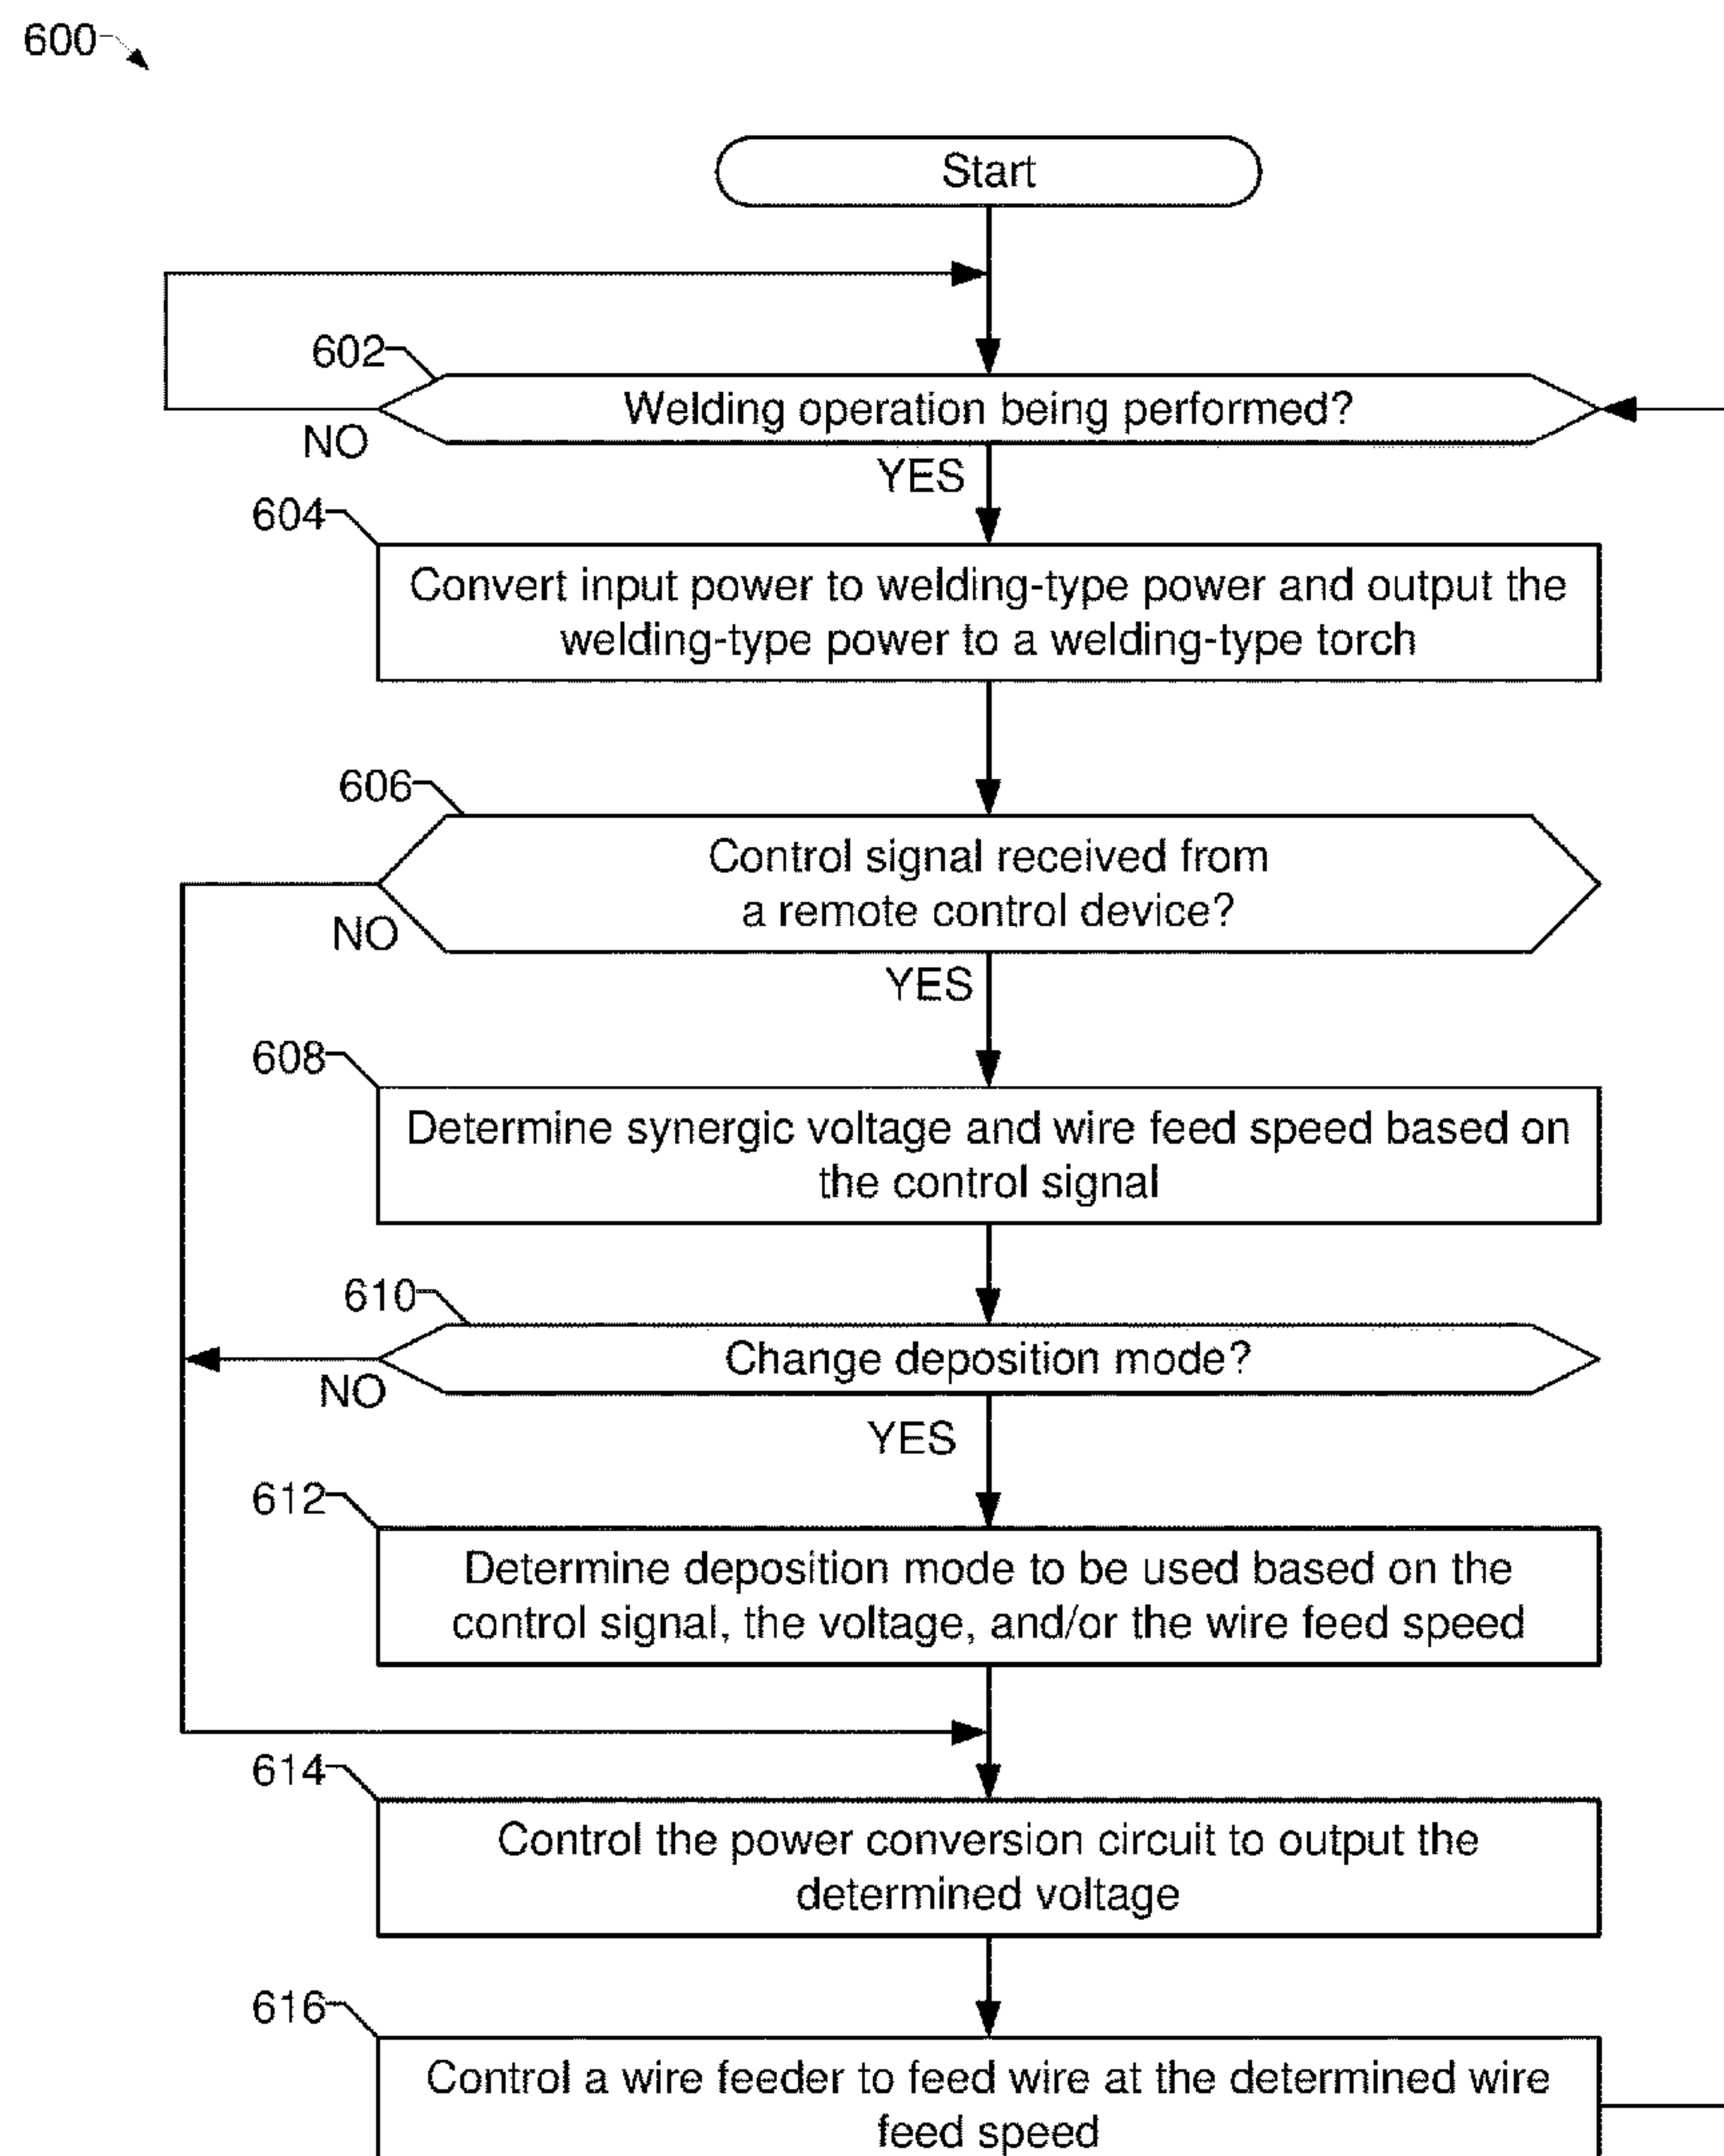 600
Start
602
Welding operation being performed?
NO
YES
604
Convert input power to welding-type power and output the
welding-type power to a welding-type torch
606
Control signal received from
a remote control device?
NO
YES
608
Determine synergic voltage and wire feed speed based on
the control signal
610
Change deposition mode?
NO
YES
612
Determine deposition mode to be used based on the
control signal, the voltage, and/or the wire feed speed
614
Control the power conversion circuit to output the
determined voltage
616
Control a wire feeder to feed wire at the determined wire
feed speed